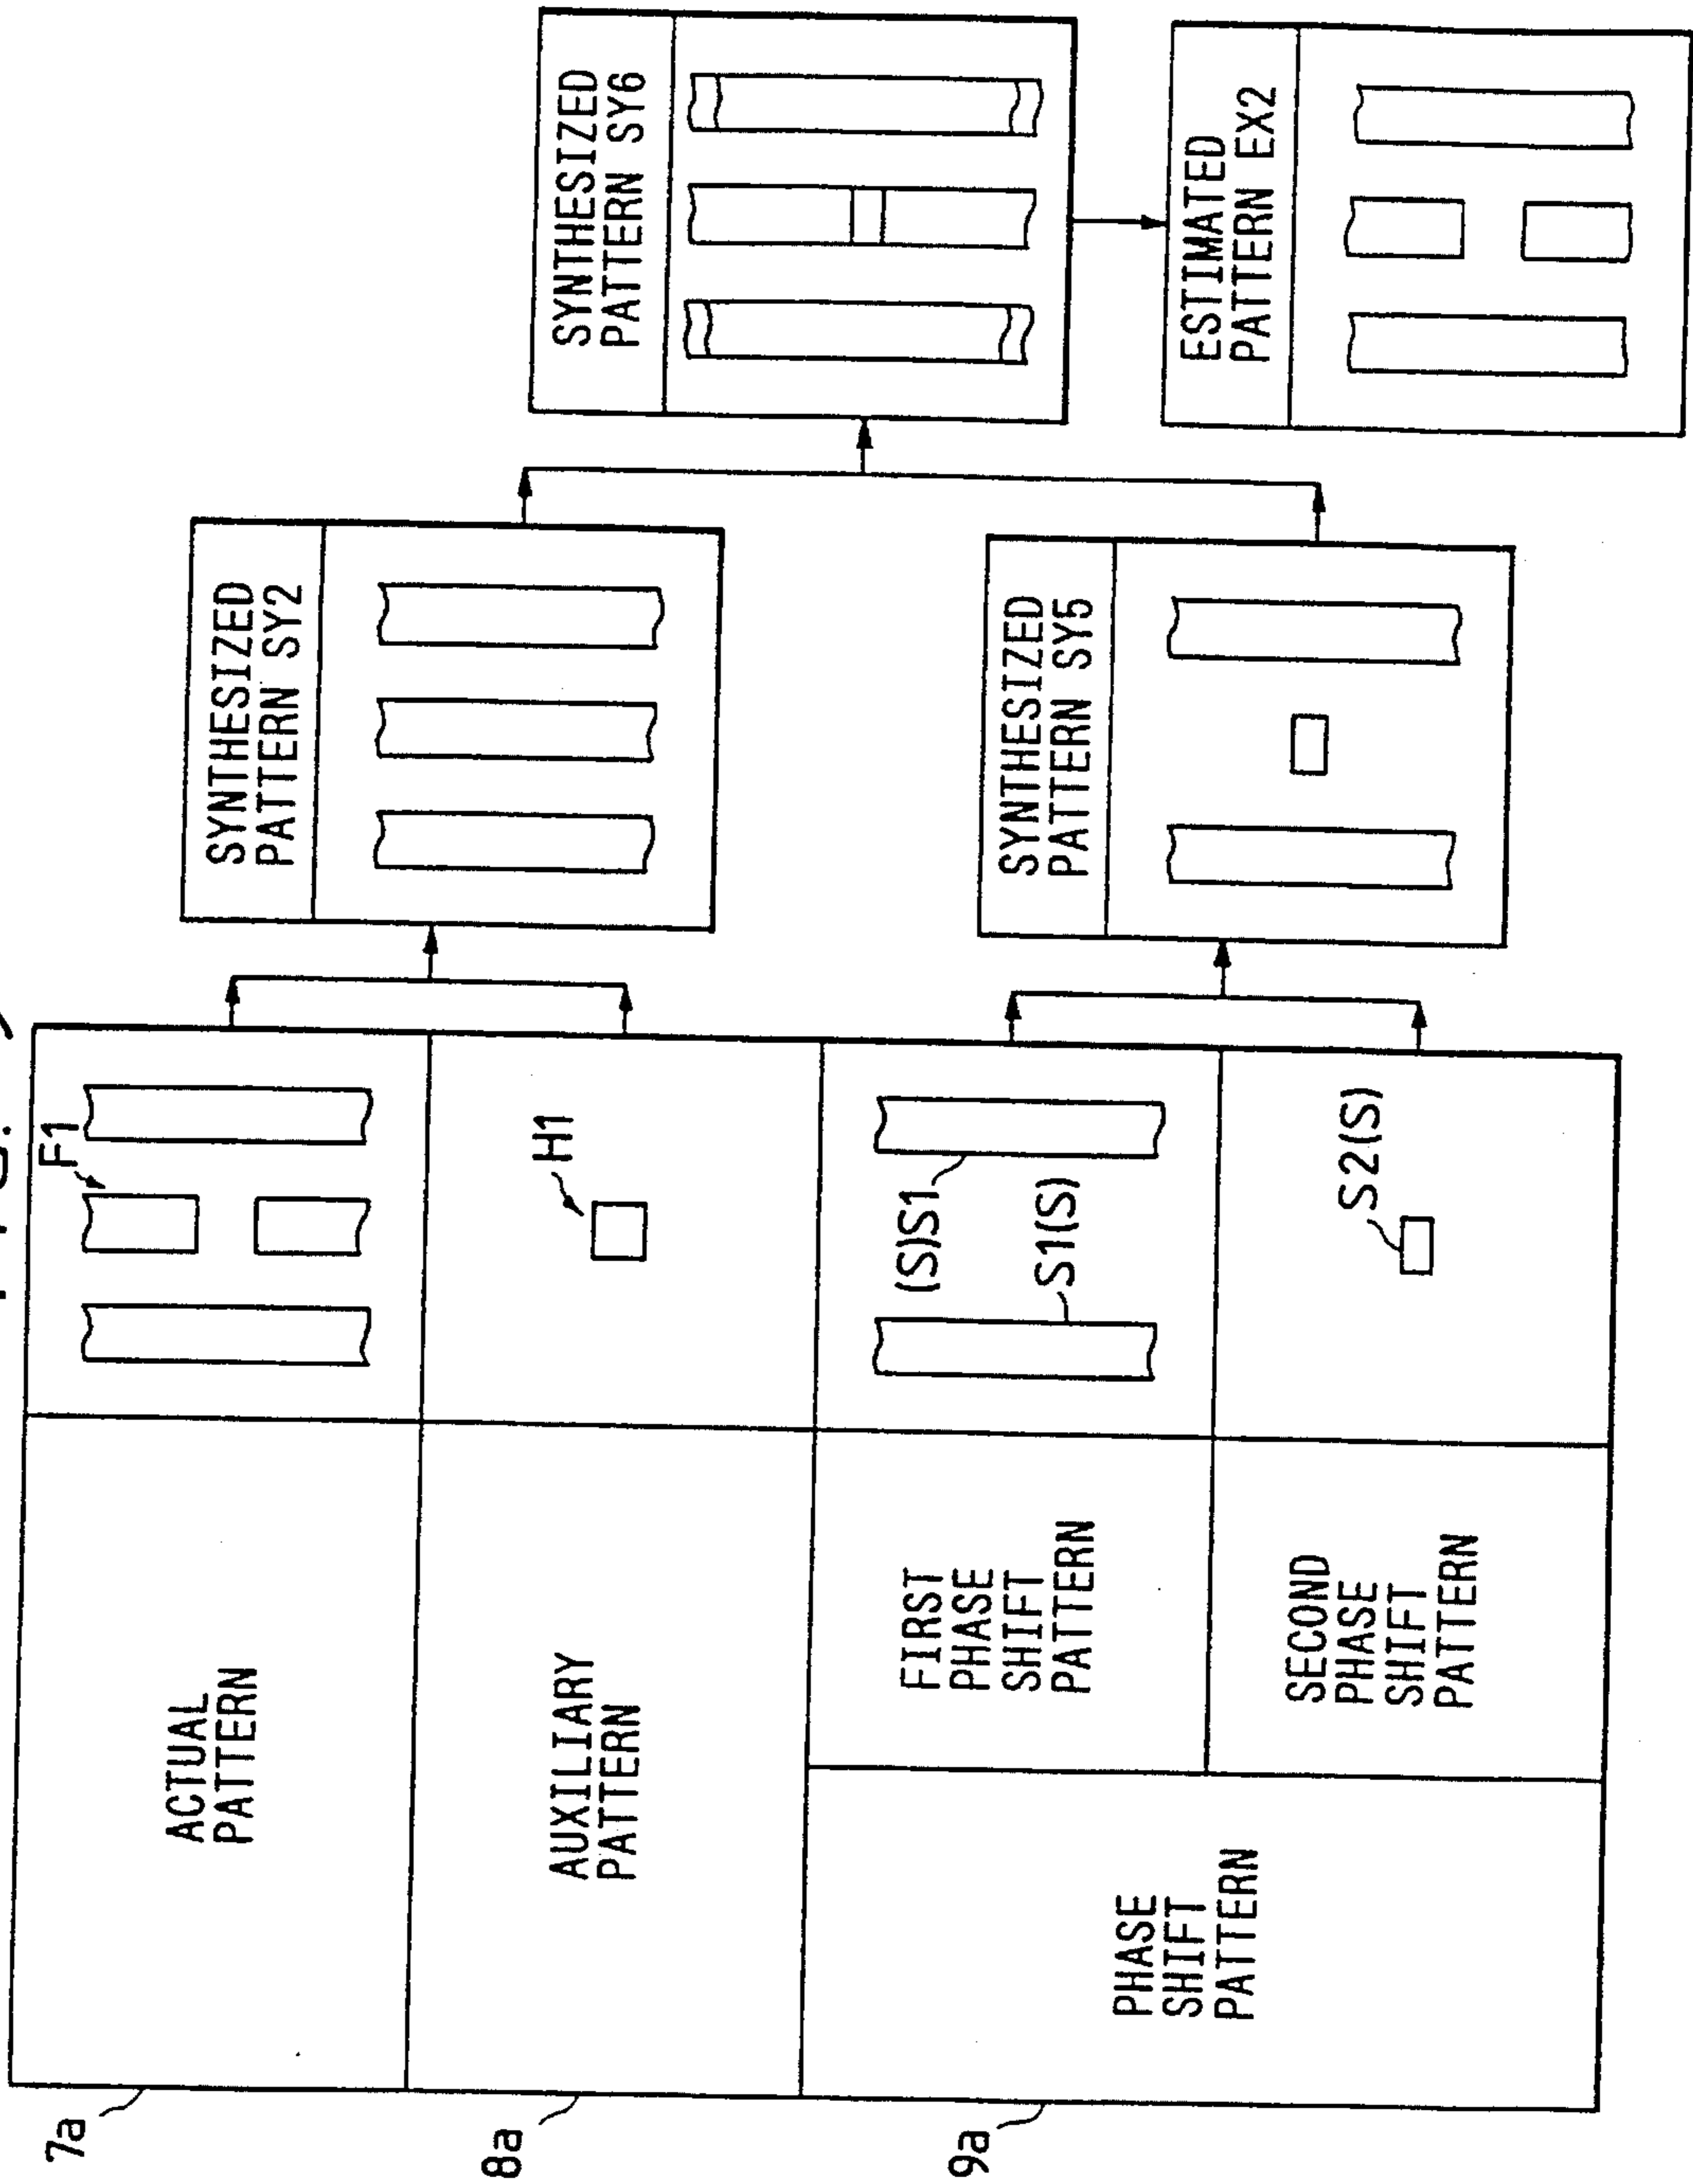 F1
7a
ACTUAL
PATTERN
8a
AUXILIARY
PATTERN
H1
9a
PHASE
SHIFT
PATTERN
FIRST
PHASE
SHIFT
PATTERN
(S)S1
S1(S)
SECOND
PHASE
SHIFT
PATTERN
S2(S)
SYNTHESIZED
PATTERN SY2
SYNTHESIZED
PATTERN SY5
SYNTHESIZED
PATTERN SY6
ESTIMATED
PATTERN EX2